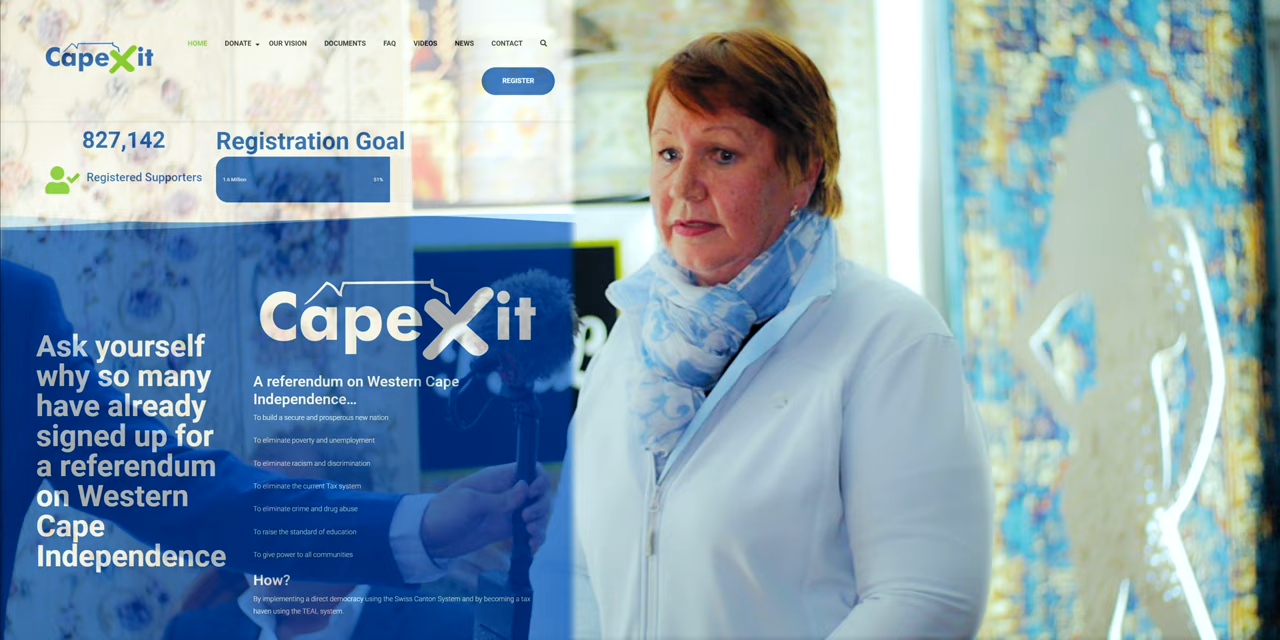 CapeXit
HOME DONATE OUR VISION DOCUMENTS FAQ VIDEOS NEWS CONTACT
REGISTER
827,142
Registered Supporters
Registration Goal
1.6 Million 51%
CapeXit
Ask yourself
why so many
have already
signed up for
a referendum
on Western
Cape
Independence
A referendum on Western Cape
Independence...
To build a secure and prosperous new nation
To eliminate poverty and unemployment
To eliminate racism and discrimination
To eliminate the current Tax system
To eliminate crime and drug abuse
To raise the standard of education
To give power to all communities
How?
By implementing a direct democracy using the Swiss Canton System and by becoming a tax
haven using the TEAL system.